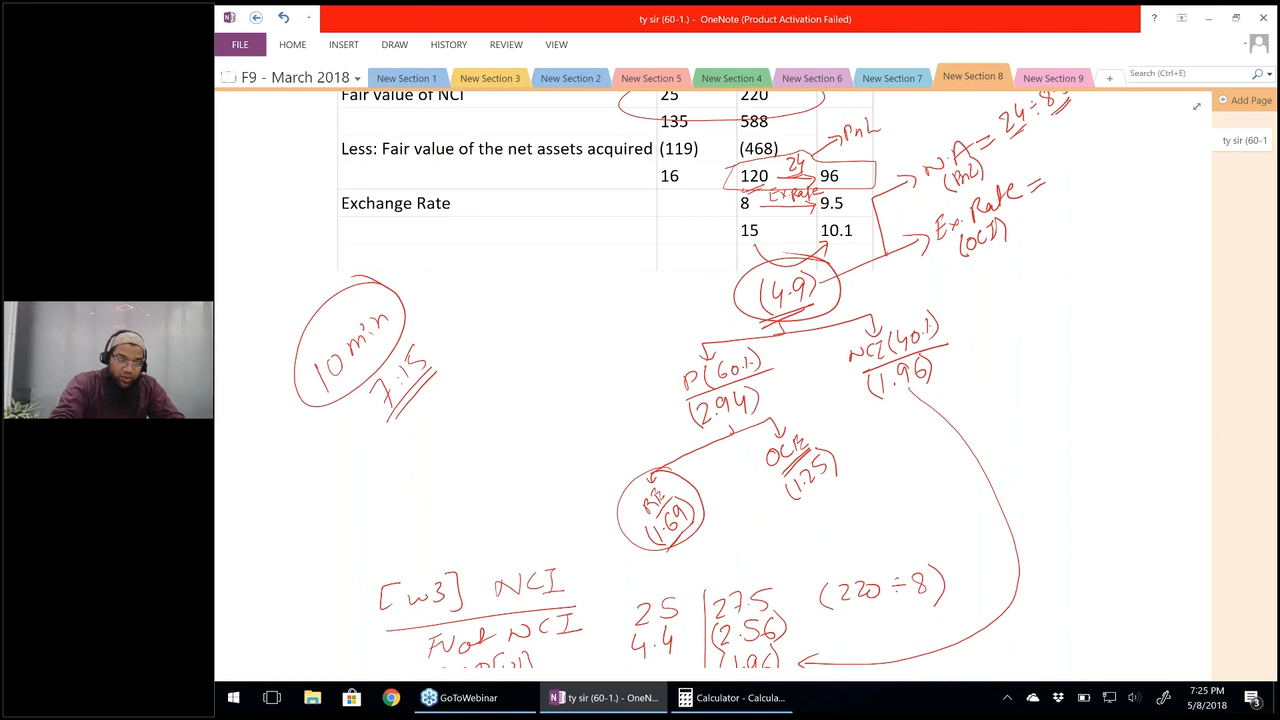 ty sir (60-1.) - OneNote (Product Activation Failed)
FILE HOME INSERT DRAW HISTORY REVIEW VIEW
F9 - March 2018 New Section 1 New Section 3 New Section 2 New Section 5 New Section 4 New Section 6 New Section 7 New Section 8 New Section 9 Search (Ctrl+E)
Add Page
ty sir (60-1
Fair value of NCI 25 220
135 588
Less: Fair value of the net assets acquired (119) (468)
16 120 24 96
PnL
Ex.Rate
Exchange Rate 8 9.5
15 10.1
N.A = 24 ÷ 8.5
(PnL)
Ex.Rate =
(OCI)
(4.9)
10 min
7:15
P(60%) NCI(40%)
(2.94) (1.96)
RE OCE
(1.69) (1.25)
[W3] NCI
FV of NCI 25 27.5 (220 ÷ 8)
4.4 (2.56)
(1.96)
GoToWebinar ty sir (60-1.) - OneN... Calculator - Calcula...
7:25 PM
5/8/2018
3